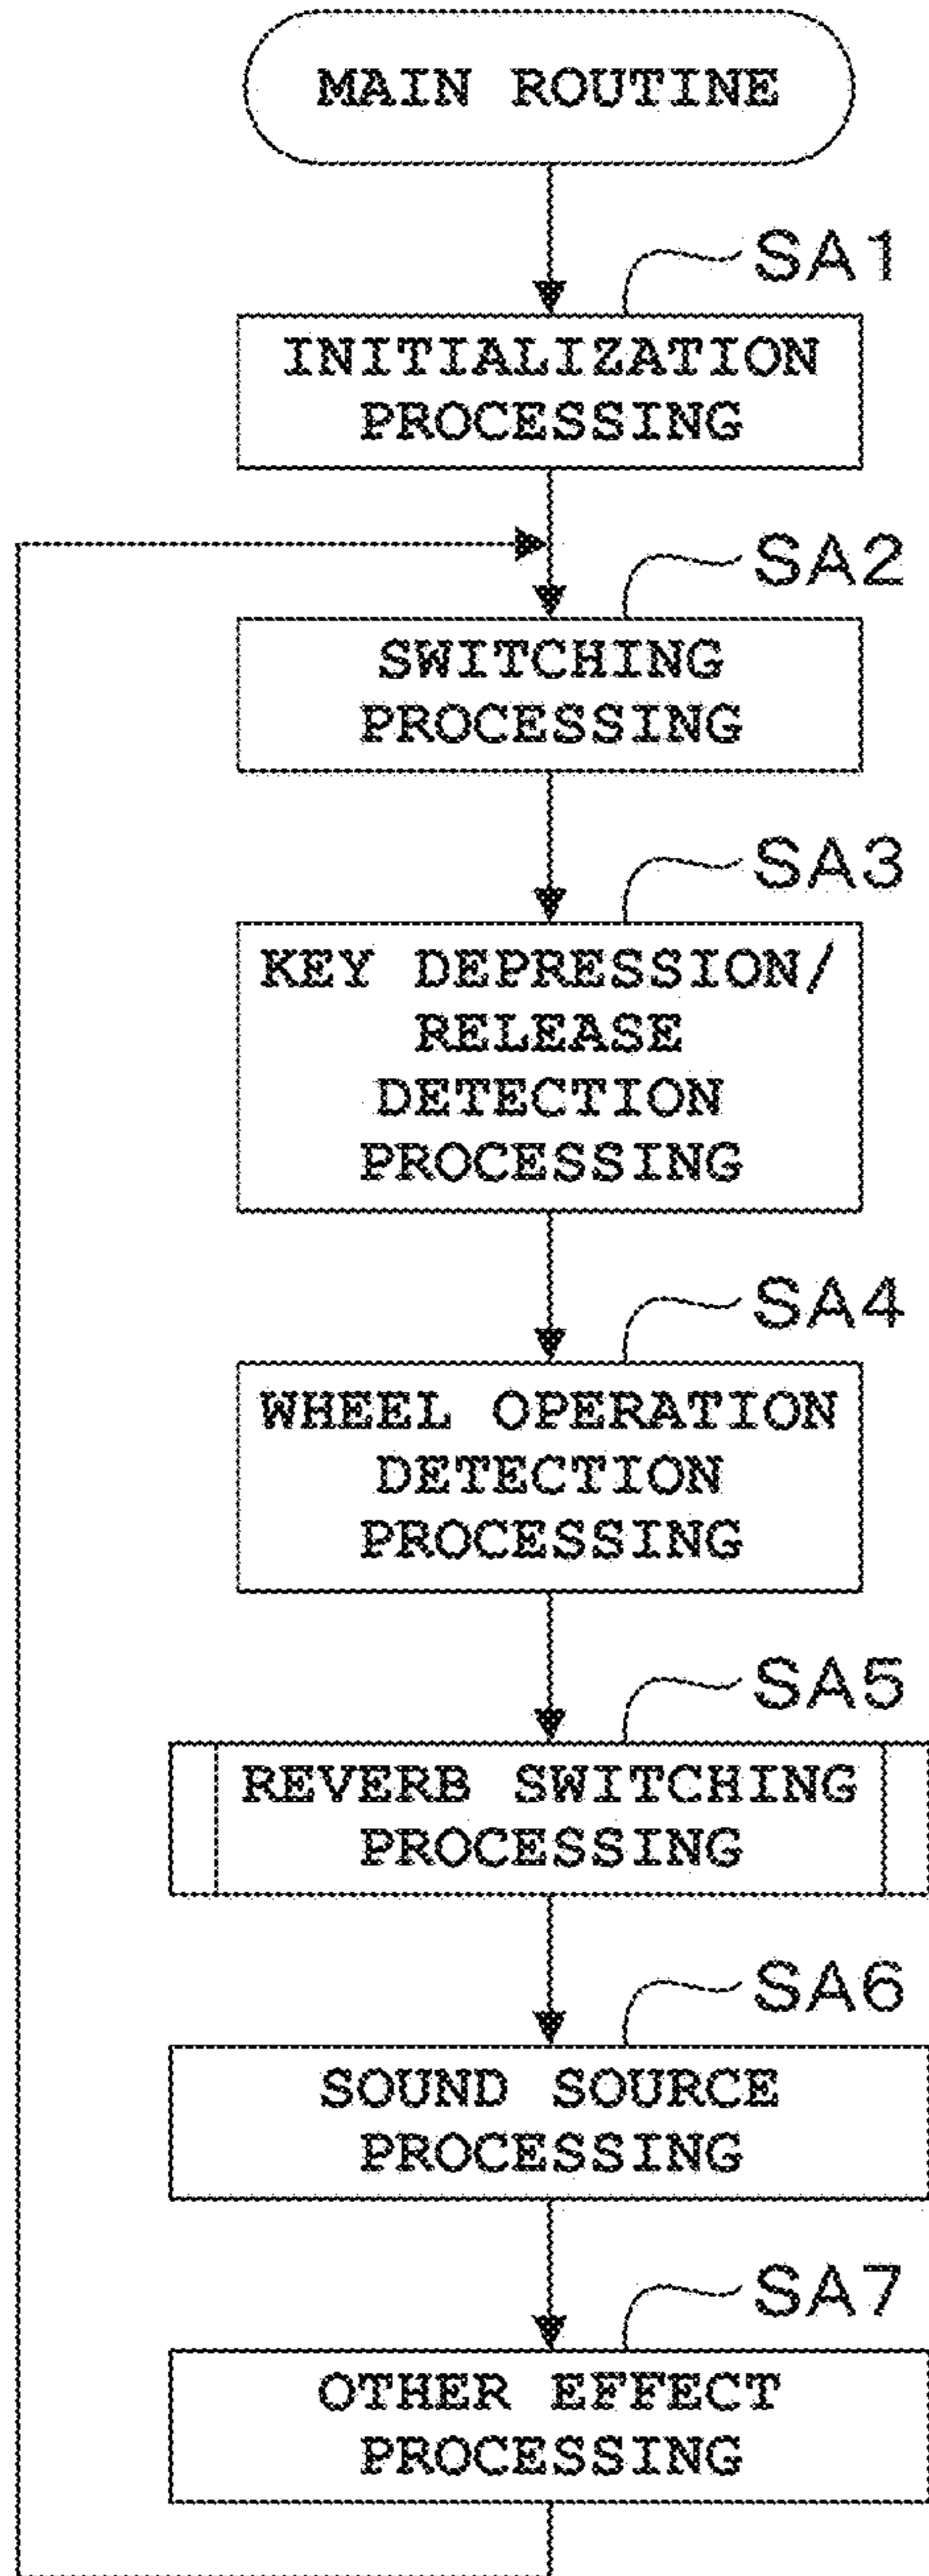 MAIN ROUTINE
SA1
INITIALIZATION
PROCESSING
SA2
SWITCHING
PROCESSING
SA3
KEY DEPRESSION/
RELEASE
DETECTION
PROCESSING
SA4
WHEEL OPERATION
DETECTION
PROCESSING
SA5
REVERB SWITCHING
PROCESSING
SA6
SOUND SOURCE
PROCESSING
SA7
OTHER EFFECT
PROCESSING